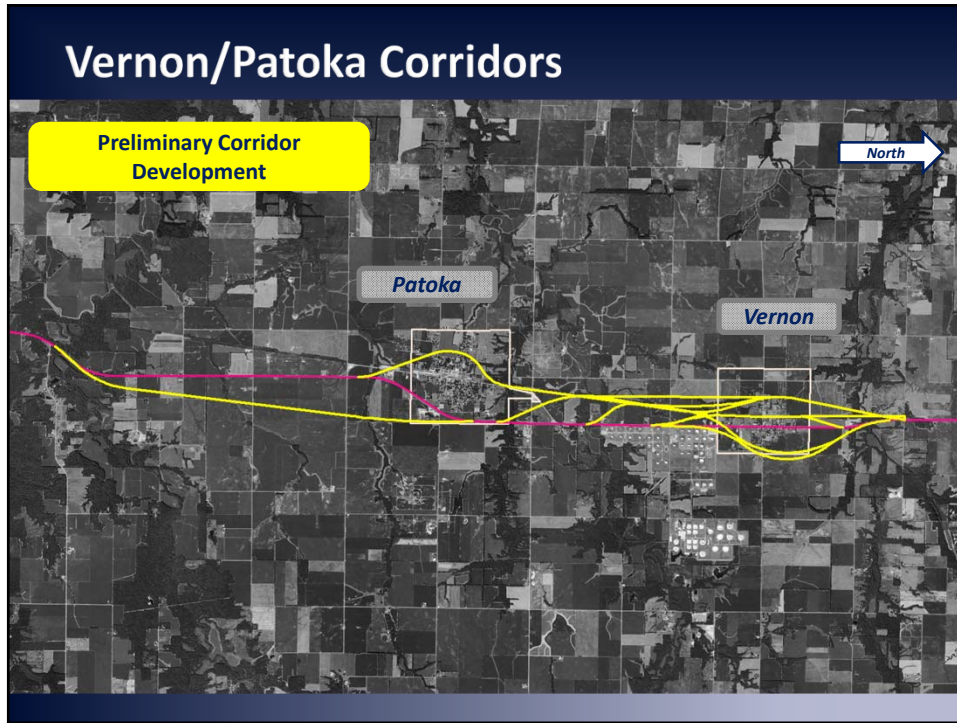 Vernon/Patoka Corridors
Preliminary Corridor
Development
North
Patoka
Vernon